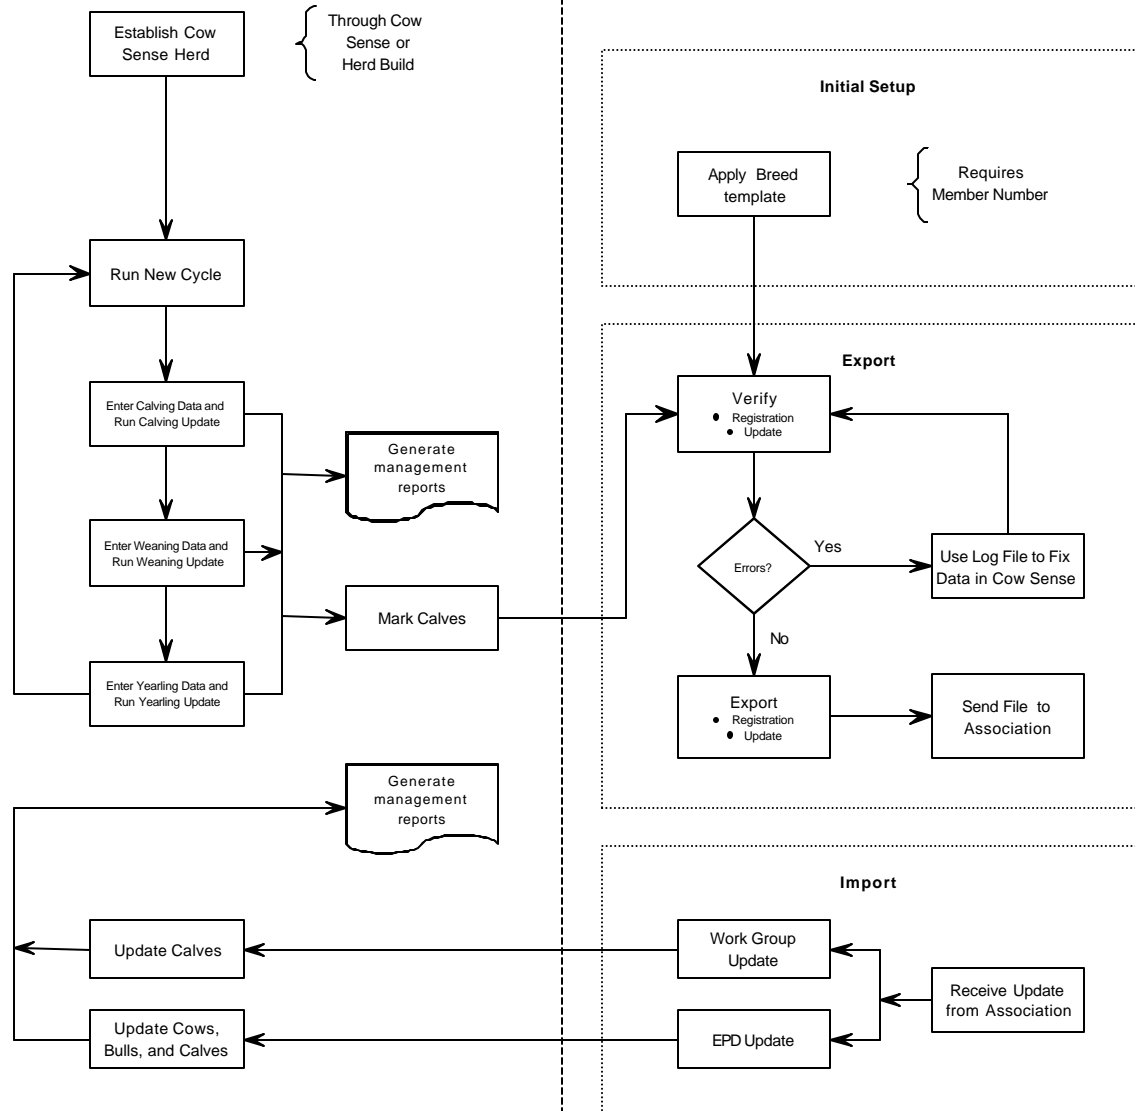 Establish Cow
Sense Herd
Through Cow
Sense or
Herd Build
Run New Cycle
Enter Calving Data and
Run Calving Update
Generate
management
reports
Enter Weaning Data and
Run Weaning Update
Mark Calves
Enter Yearling Data and
Run Yearling Update
Initial Setup
Apply Breed
template
Requires
Member Number
Export
Verify
• Registration
• Update
Errors?
Yes
Use Log File to Fix
Data in Cow Sense
No
Export
• Registration
• Update
Send File to
Association
Generate
management
reports
Update Calves
Update Cows,
Bulls, and Calves
Import
Work Group
Update
EPD Update
Receive Update
from Association